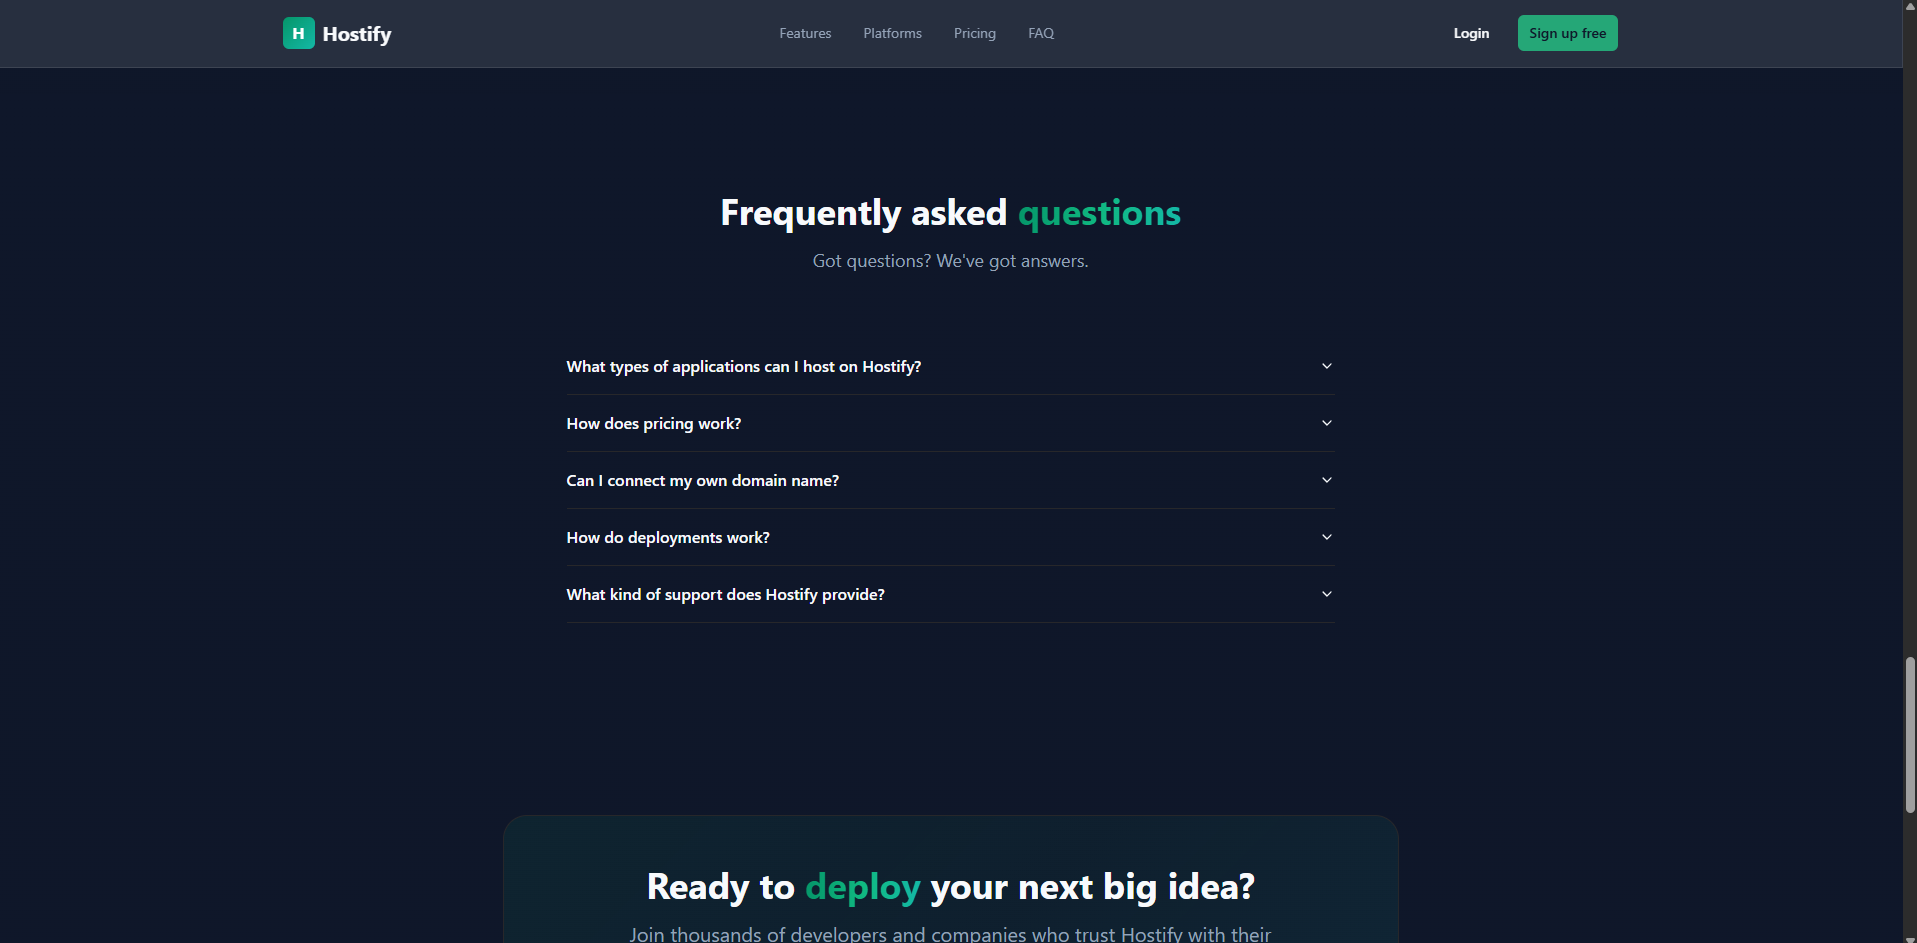 H Hostify
Features Platforms Pricing FAQ
Login Sign up free
Frequently asked questions
Got questions? We've got answers.
What types of applications can I host on Hostify?
How does pricing work?
Can I connect my own domain name?
How do deployments work?
What kind of support does Hostify provide?
Ready to deploy your next big idea?
Join thousands of developers and companies who trust Hostify with their